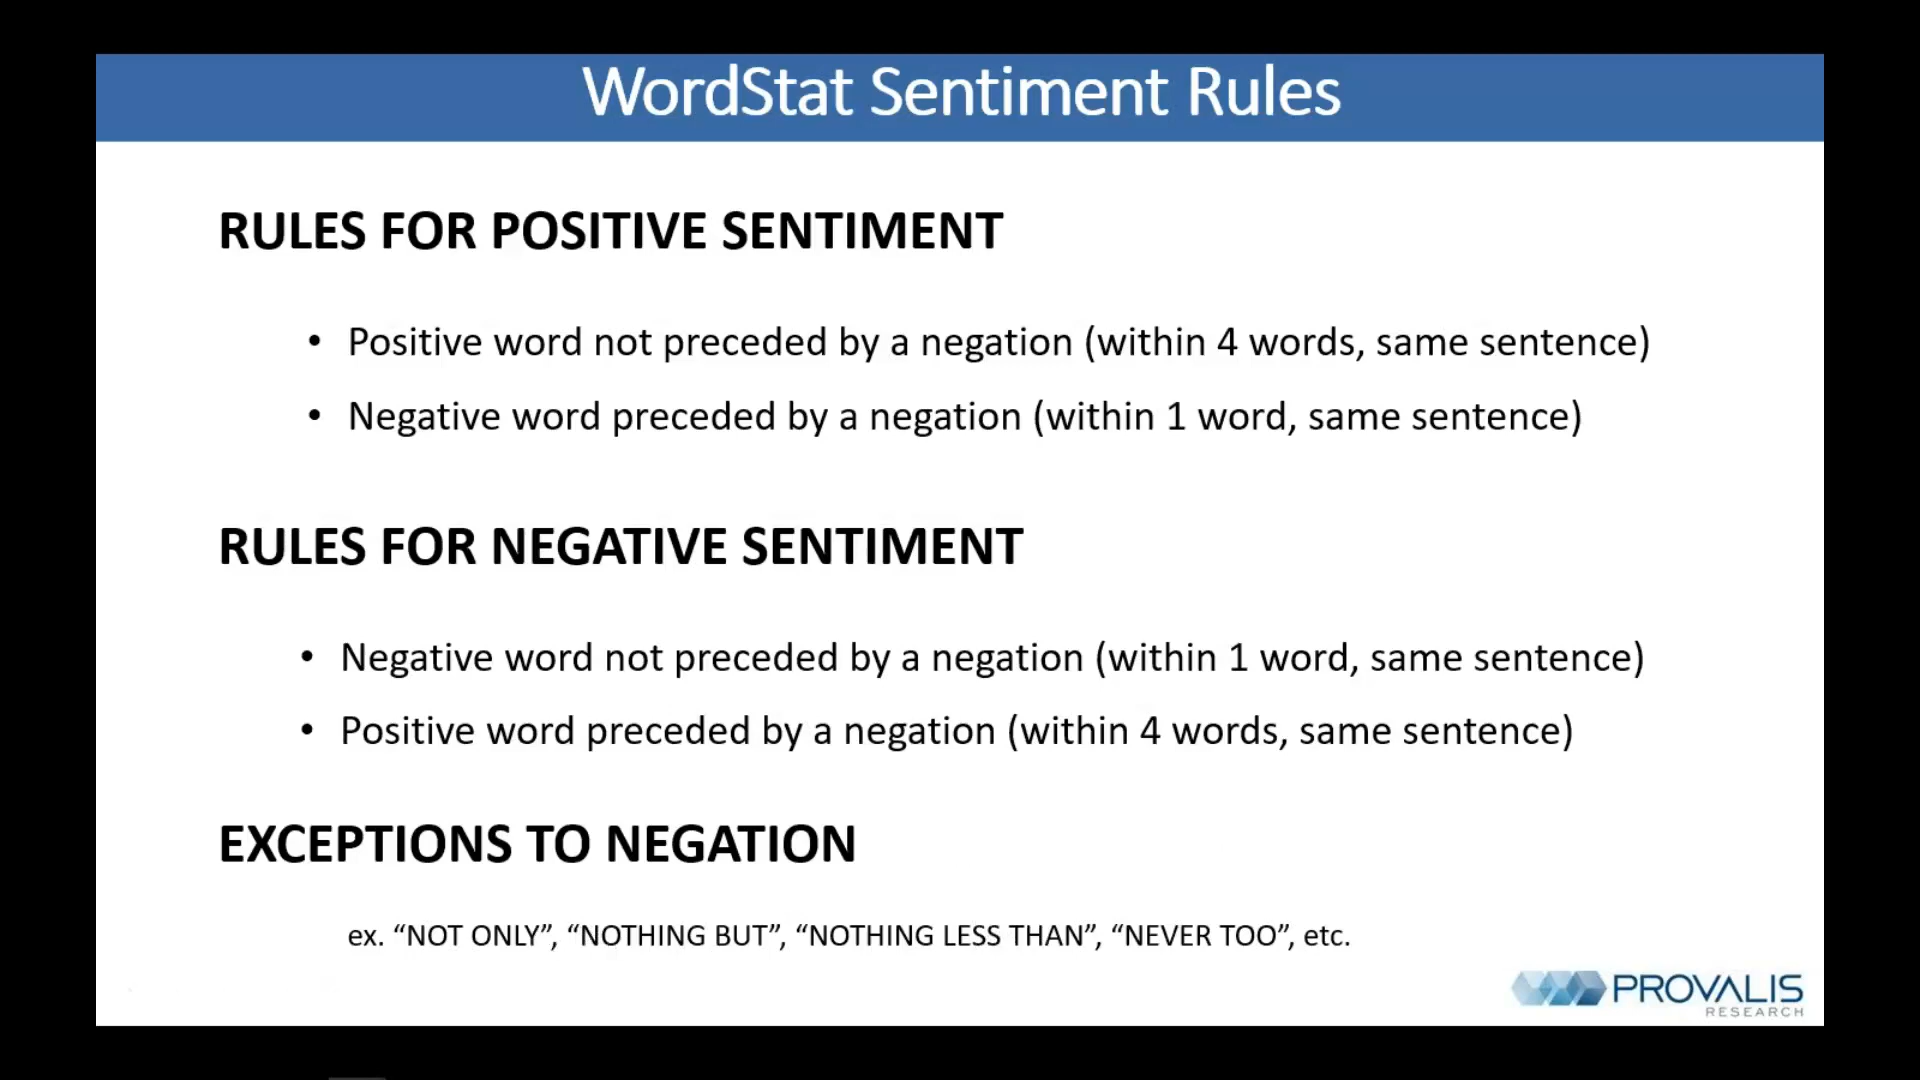 WordStat Sentiment Rules
RULES FOR POSITIVE SENTIMENT
• Positive word not preceded by a negation (within 4 words, same sentence)
• Negative word preceded by a negation (within 1 word, same sentence)
RULES FOR NEGATIVE SENTIMENT
• Negative word not preceded by a negation (within 1 word, same sentence)
• Positive word preceded by a negation (within 4 words, same sentence)
EXCEPTIONS TO NEGATION
ex. “NOT ONLY”, “NOTHING BUT”, “NOTHING LESS THAN”, “NEVER TOO”, etc.
PROVALIS
RESEARCH